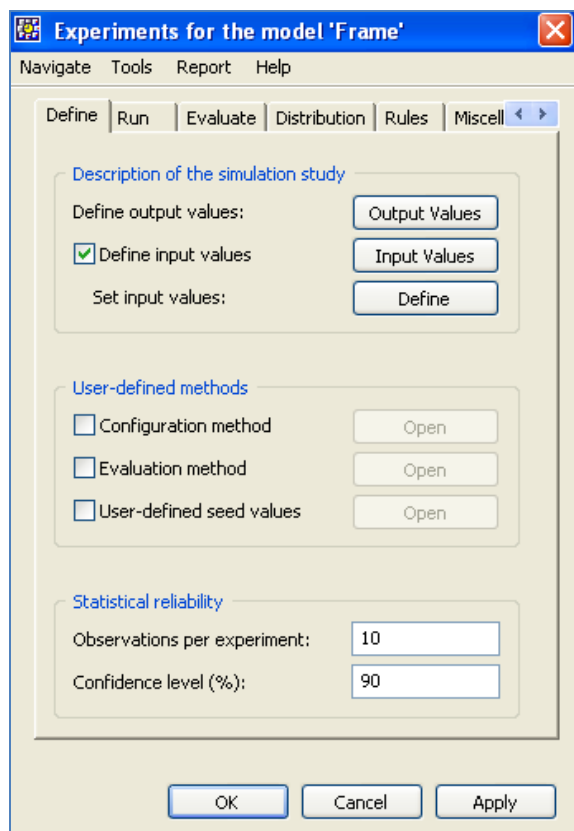 Experiments for the model 'Frame'
Navigate Tools Report Help
Define Run Evaluate Distribution Rules Miscell
Description of the simulation study
Define output values: Output Values
Define input values Input Values
Set input values: Define
User-defined methods
Configuration method Open
Evaluation method Open
User-defined seed values Open
Statistical reliability
Observations per experiment: 10
Confidence level (%): 90
OK Cancel Apply